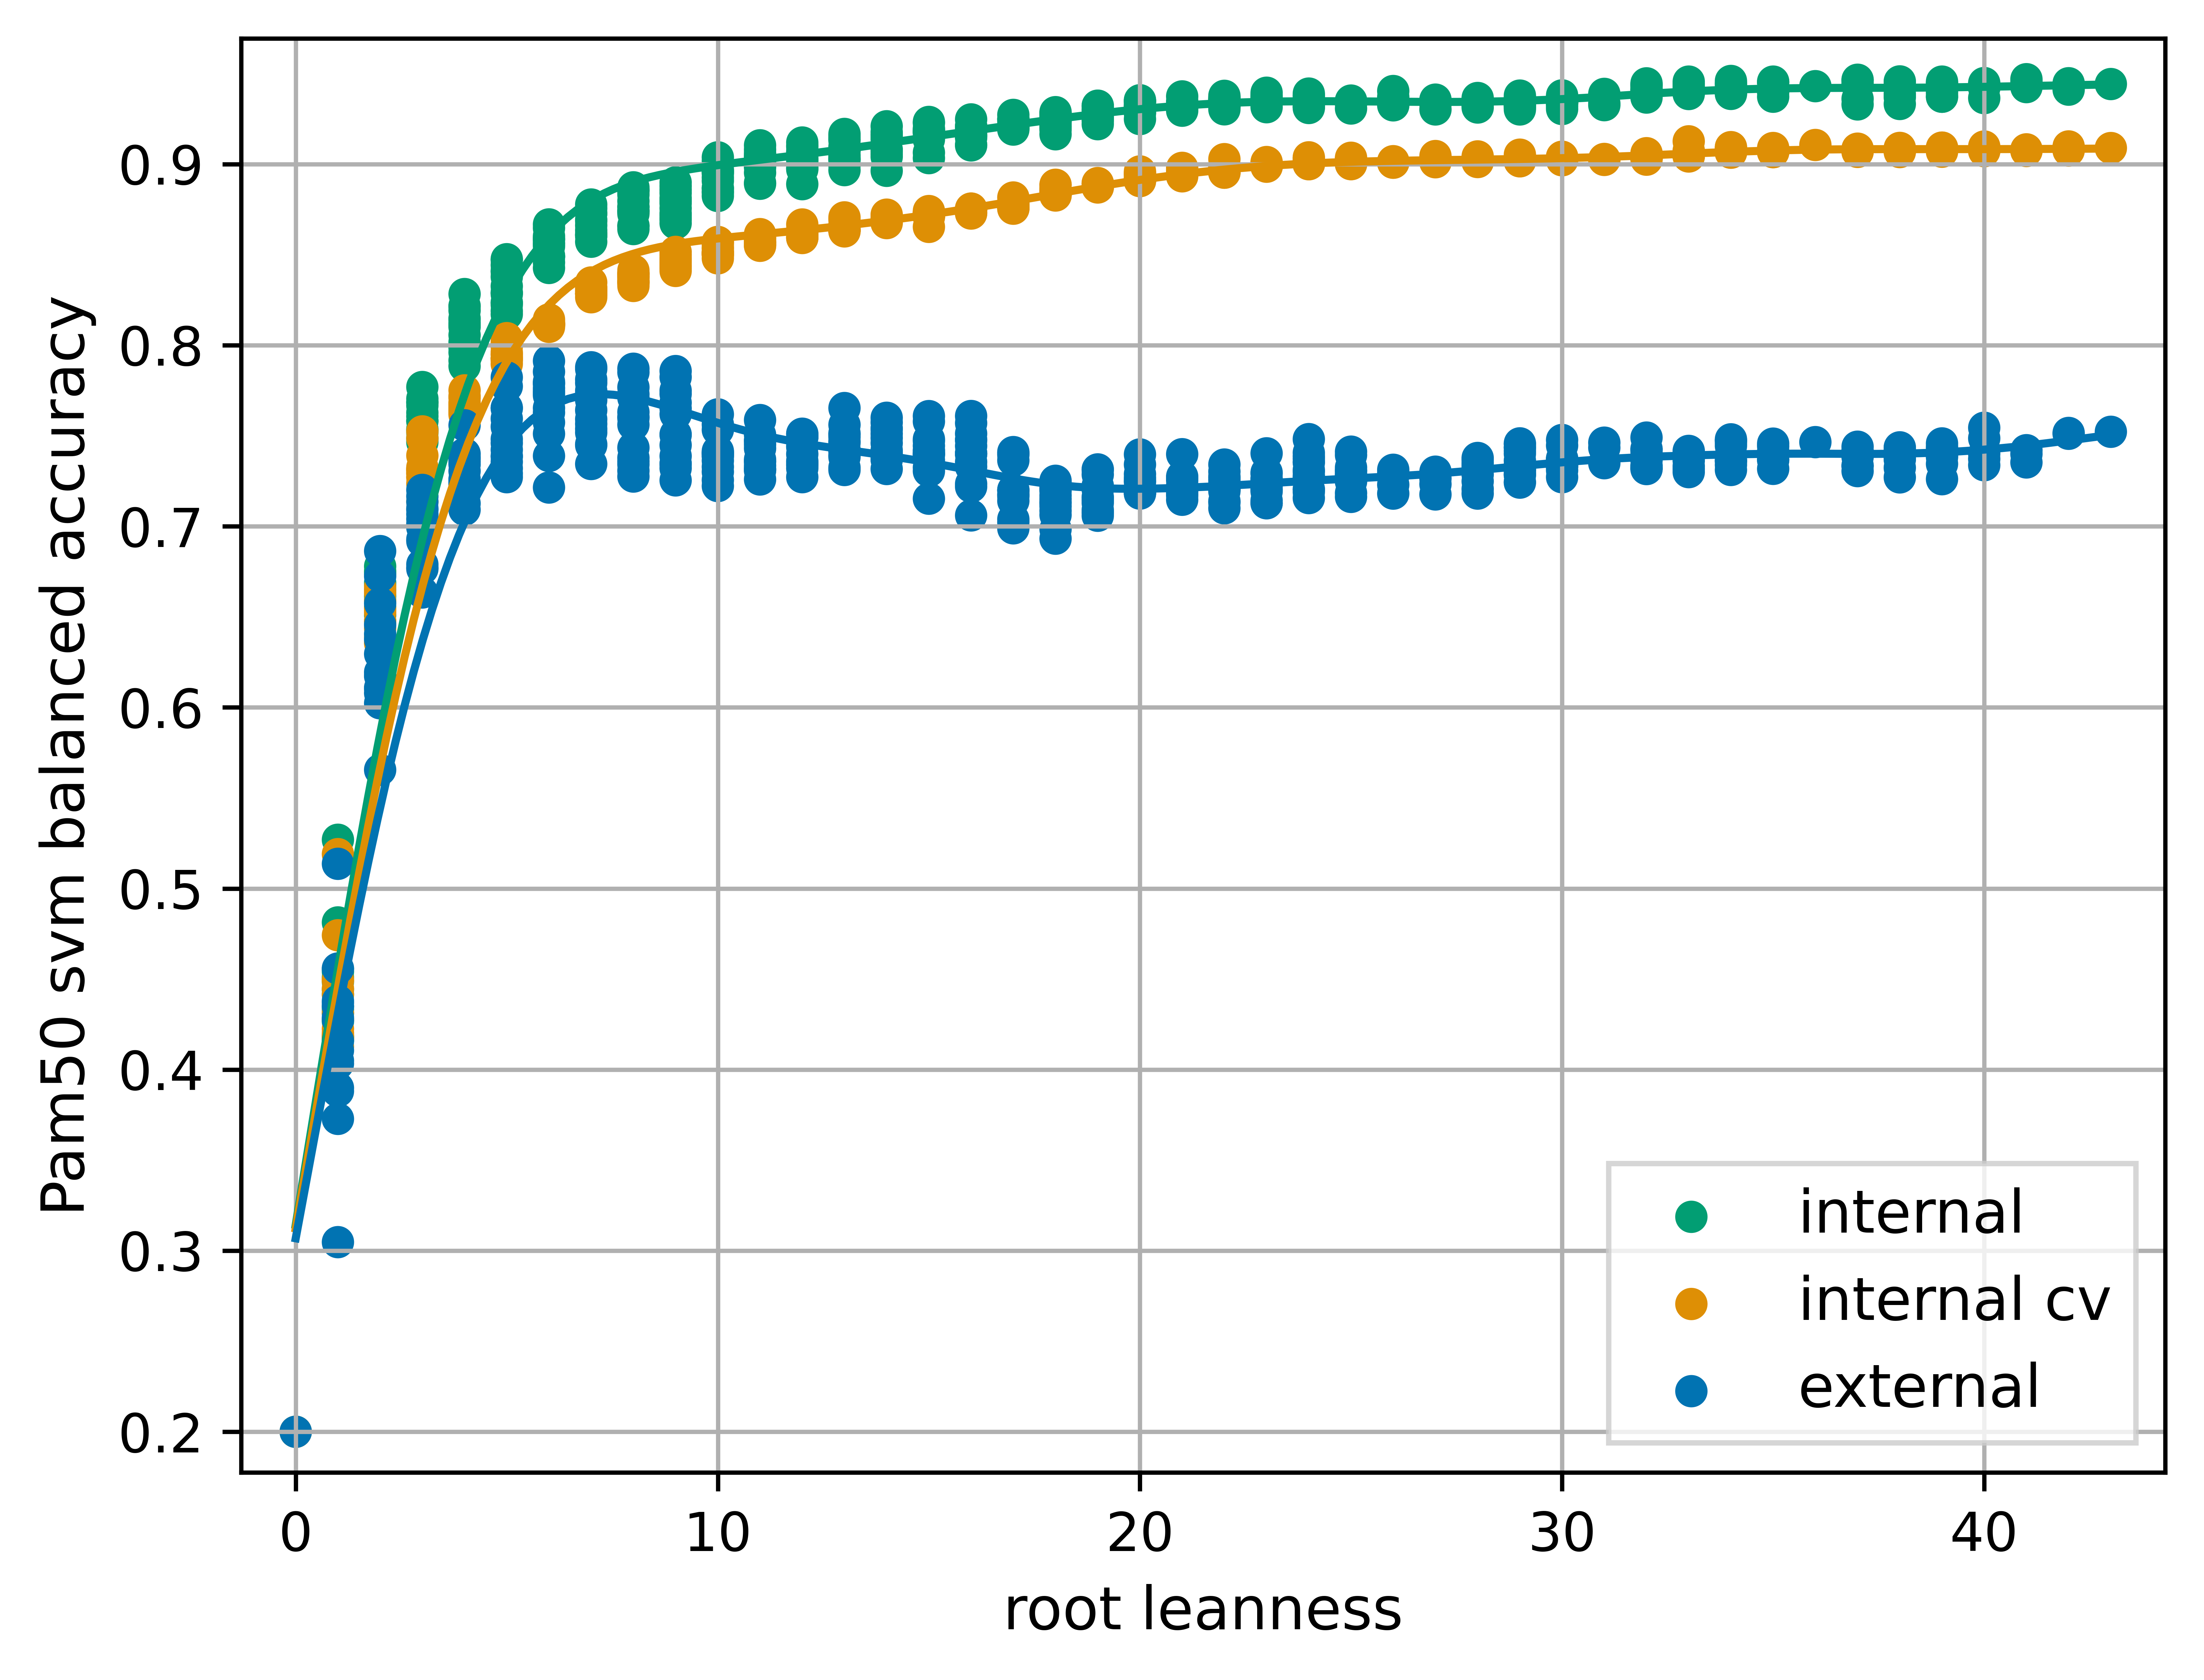 Pam50 svm balanced accuracy
0.9
0.8
0.7
0.6
0.5
0.4
0.3
0.2
0 10 20 30 40
root leanness
internal
internal cv
external